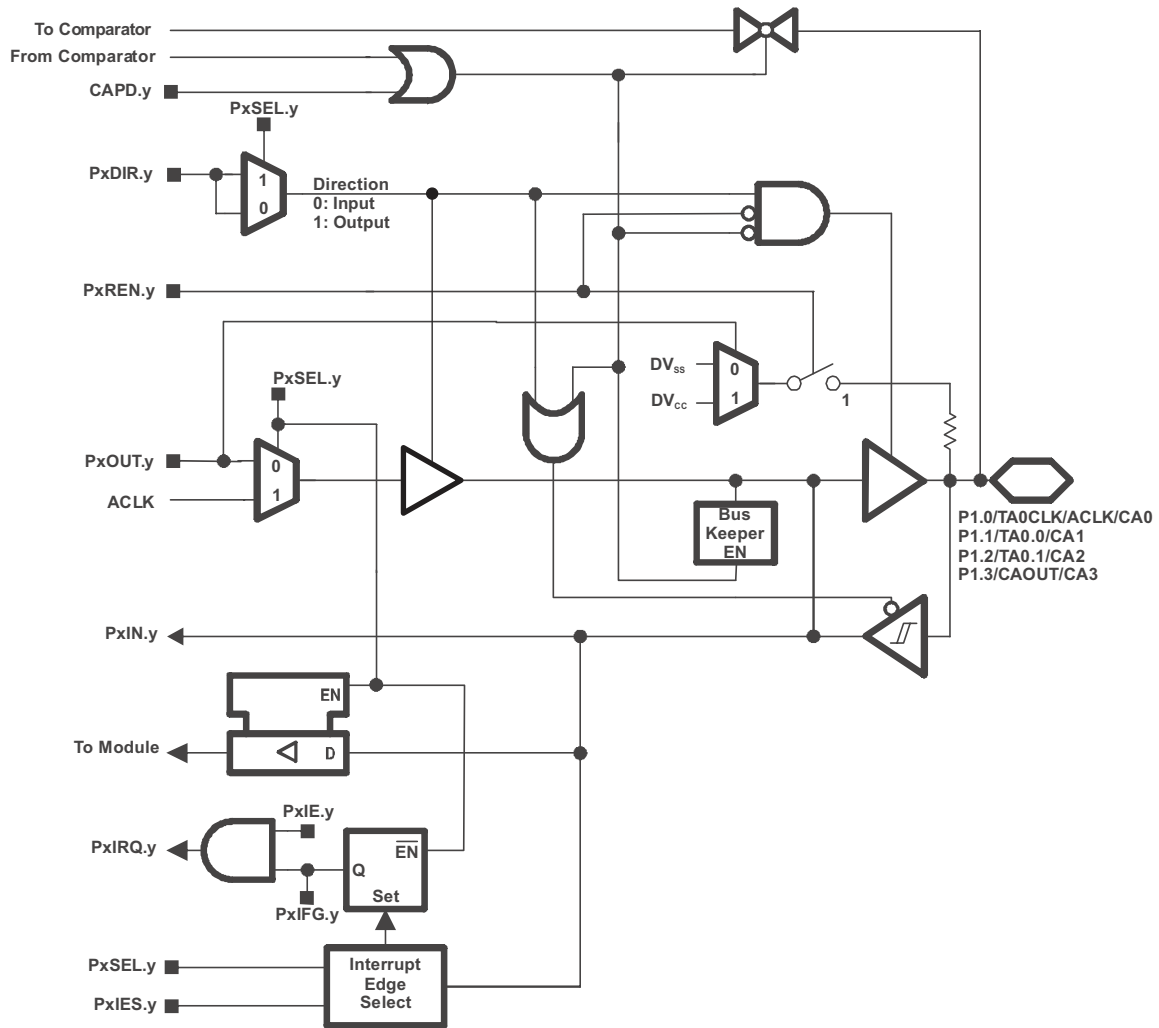 To Comparator
From Comparator
CAPD.y
PxSEL.y
PxDIR.y
1
0
Direction
0: Input
1: Output
PxREN.y
DVSS
DVCC
0
1
1
PxSEL.y
PxOUT.y
ACLK
0
1
Bus
Keeper
EN
P1.0/TA0CLK/ACLK/CA0
P1.1/TA0.0/CA1
P1.2/TA0.1/CA2
P1.3/CAOUT/CA3
PxIN.y
EN
To Module
D
PxIE.y
PxIRQ.y
EN
Q
Set
PxIFG.y
PxSEL.y
PxIES.y
Interrupt
Edge
Select